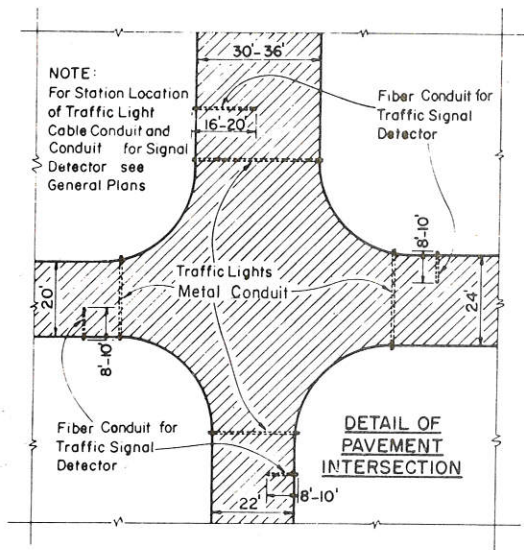 30'-36'
NOTE:
For Station Location
of Traffic Light
Cable Conduit and
Conduit for Signal
Detector see
General Plans
16'-20'
Fiber Conduit for
Traffic Signal
Detector
8'-10'
Traffic Lights
Metal Conduit
20'
24'
8'-10'
Fiber Conduit for
Traffic Signal
Detector
DETAIL OF
PAVEMENT
INTERSECTION
8'-10'
22'